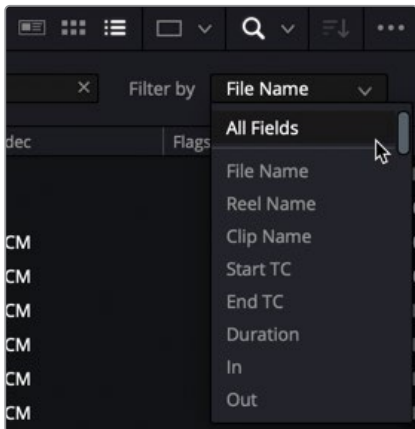 Filter by File Name
All Fields
dec Flags
File Name
Reel Name
Clip Name
CM
Start TC
CM
End TC
CM
Duration
CM
In
CM
Out
CM